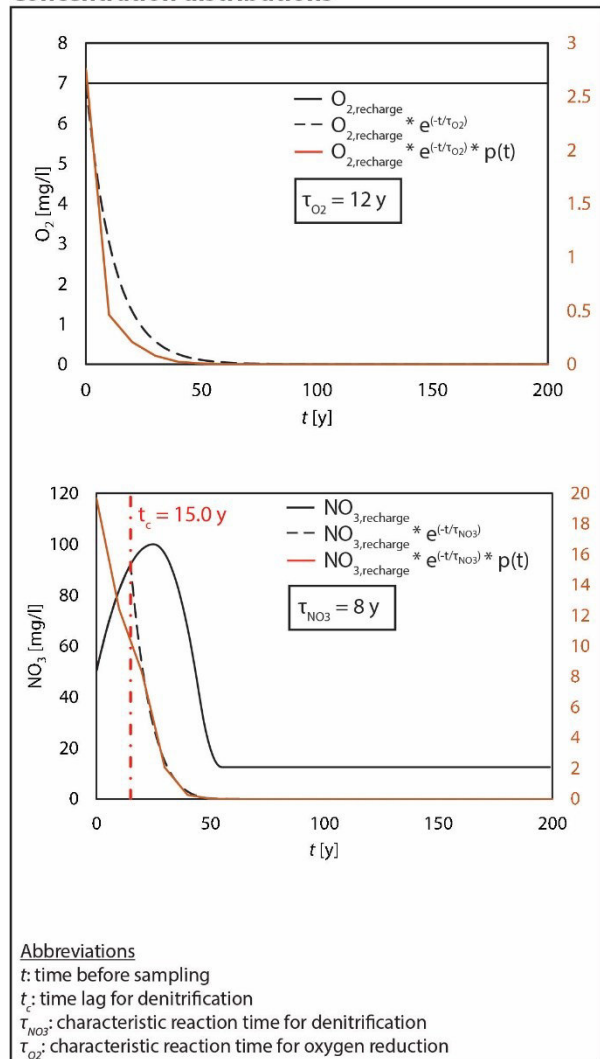 8
7
6
5
4
3
2
1
0
O2 [mg/l]
3
2.5
2
1.5
1
0.5
0
O2,recharge
O2,recharge * e(-t/τO2)
O2,recharge * e(-t/τO2) * p(t)
τO2 = 12 y
0 50 100 150 200
t [y]
120
100
80
60
40
20
0
NO3 [mg/l]
20
18
16
14
12
10
8
6
4
2
0
tc = 15.0 y
NO3,recharge
NO3,recharge * e(-t/τNO3)
NO3,recharge * e(-t/τNO3) * p(t)
τNO3 = 8 y
0 50 100 150 200
t [y]
Abbreviations
t: time before sampling
tc: time lag for denitrification
τNO3: characteristic reaction time for denitrification
τO2: characteristic reaction time for oxygen reduction